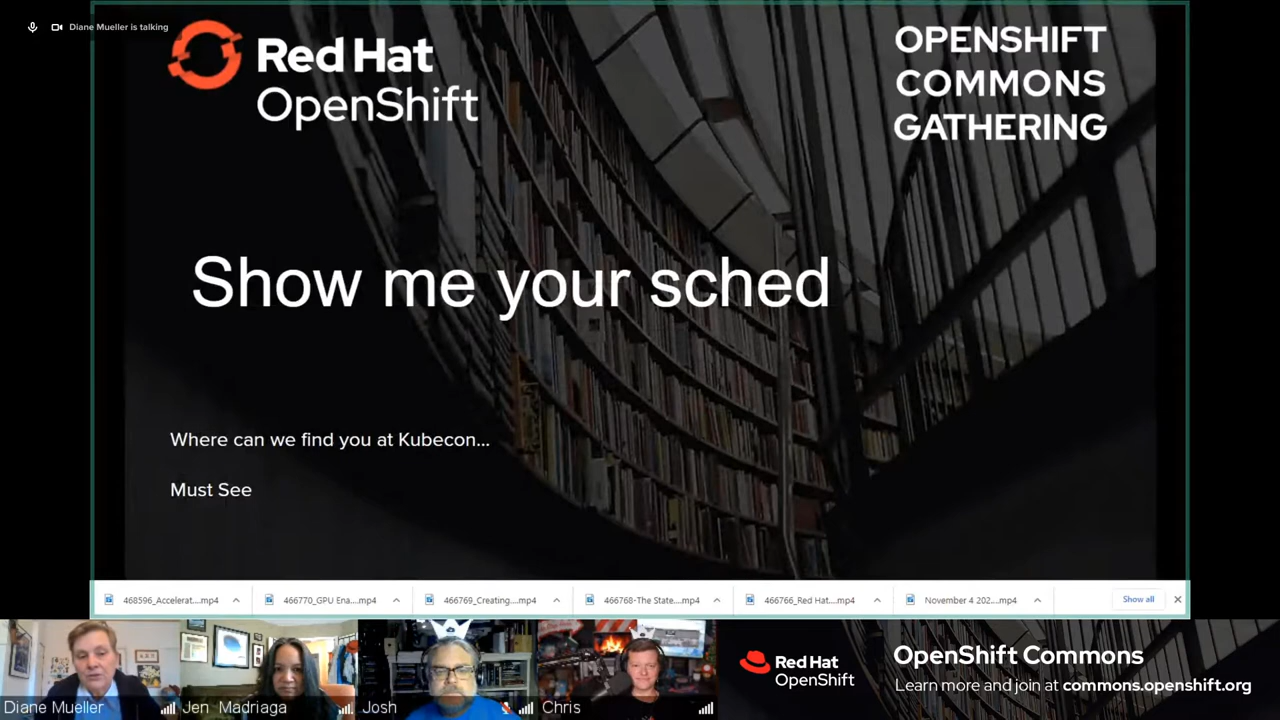 Diane Mueller is talking
Red Hat
OpenShift
OPENSHIFT
COMMONS
GATHERING
Show me your sched
Where can we find you at Kubecon...
Must See
468596_Accelerat....mp4
466770_GPU Ena....mp4
466769_Creating....mp4
466768-The State....mp4
466766_Red Hat....mp4
November 4 202....mp4
Show all
Diane Mueller
Jen Madriaga
Josh
Chris
Red Hat
OpenShift
OpenShift Commons
Learn more and join at commons.openshift.org